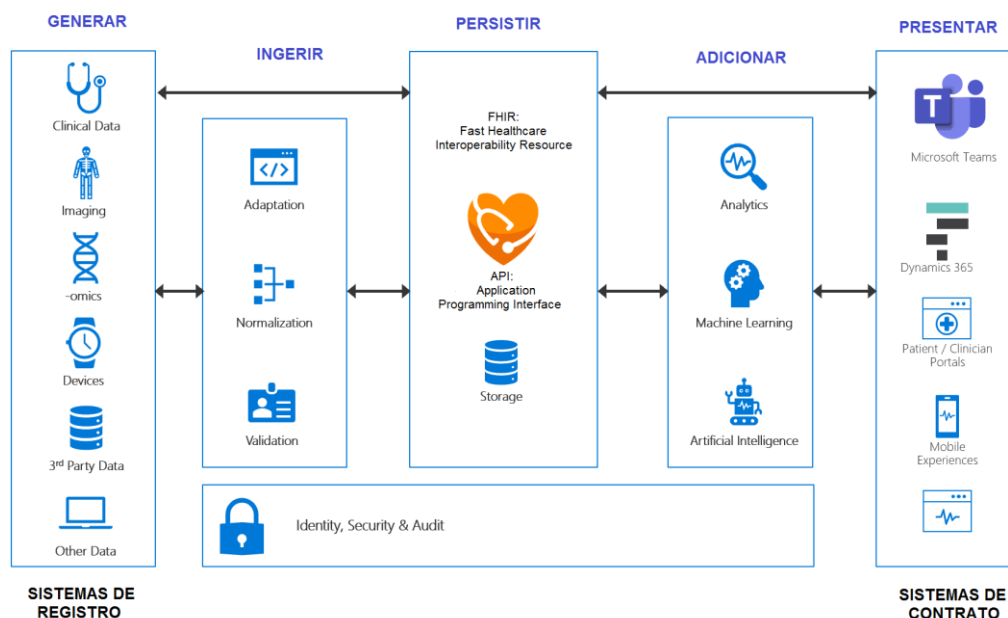 GENERAR
INGERIR
PERSISTIR
ADICIONAR
PRESENTAR
Clinical Data
Imaging
-omics
Devices
3rd Party Data
Other Data
SISTEMAS DE
REGISTRO
Adaptation
Normalization
Validation
FHIR:
Fast Healthcare
Interoperability Resource
API:
Application
Programming Interface
Storage
Analytics
Machine Learning
Artificial Intelligence
Identity, Security & Audit
T
Microsoft Teams
Dynamics 365
Patient / Clinician
Portals
Mobile
Experiences
SISTEMAS DE
CONTRATO